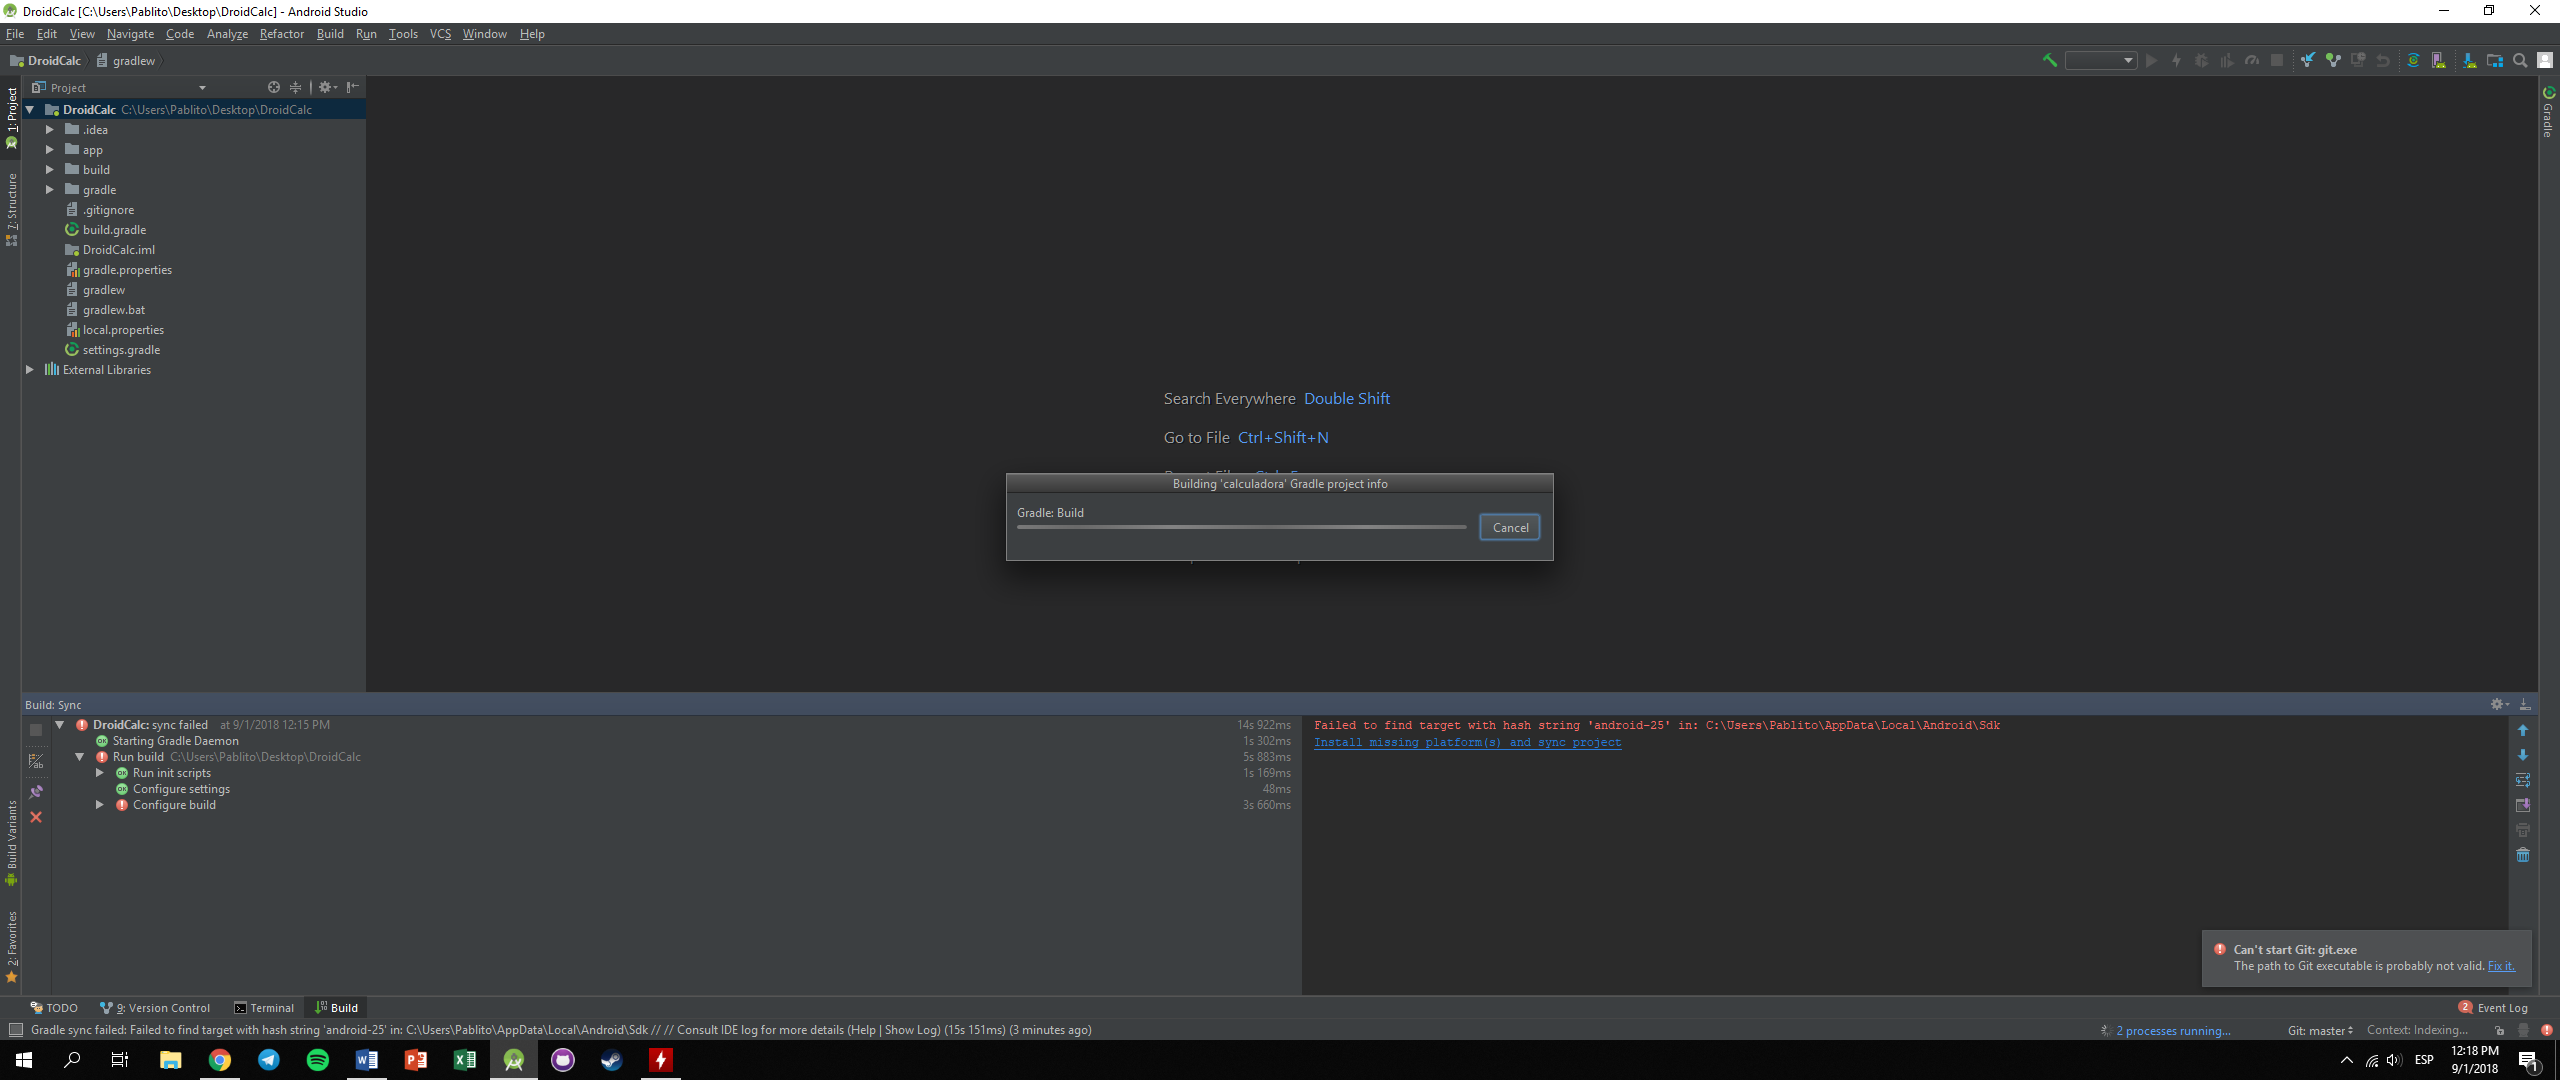 DroidCalc [C:\Users\Pablito\Desktop\DroidCalc] - Android Studio
File Edit View Navigate Code Analyze Refactor Build Run Tools VCS Window Help
DroidCalc gradlew
Project
1: Project
7: Structure
Build Variants
2: Favorites
Gradle
DroidCalc C:\Users\Pablito\Desktop\DroidCalc
.idea
app
build
gradle
.gitignore
build.gradle
DroidCalc.iml
gradle.properties
gradlew
gradlew.bat
local.properties
settings.gradle
External Libraries
Search Everywhere Double Shift
Go to File Ctrl+Shift+N
Building 'calculadora' Gradle project info
Gradle: Build
Cancel
Build: Sync
DroidCalc: sync failed at 9/1/2018 12:15 PM 14s 922ms
Starting Gradle Daemon 1s 302ms
Run build C:\Users\Pablito\Desktop\DroidCalc 5s 883ms
Run init scripts 1s 169ms
Configure settings 48ms
Configure build 3s 660ms
Failed to find target with hash string 'android-25' in: C:\Users\Pablito\AppData\Local\Android\Sdk
Install missing platform(s) and sync project
Can't start Git: git.exe
The path to Git executable is probably not valid. Fix it.
TODO 9: Version Control Terminal Build 2 Event Log
Gradle sync failed: Failed to find target with hash string 'android-25' in: C:\Users\Pablito\AppData\Local\Android\Sdk // // Consult IDE log for more details (Help | Show Log) (15s 151ms) (3 minutes ago)
2 processes running... Git: master Context: Indexing...
ESP
12:18 PM
9/1/2018
1